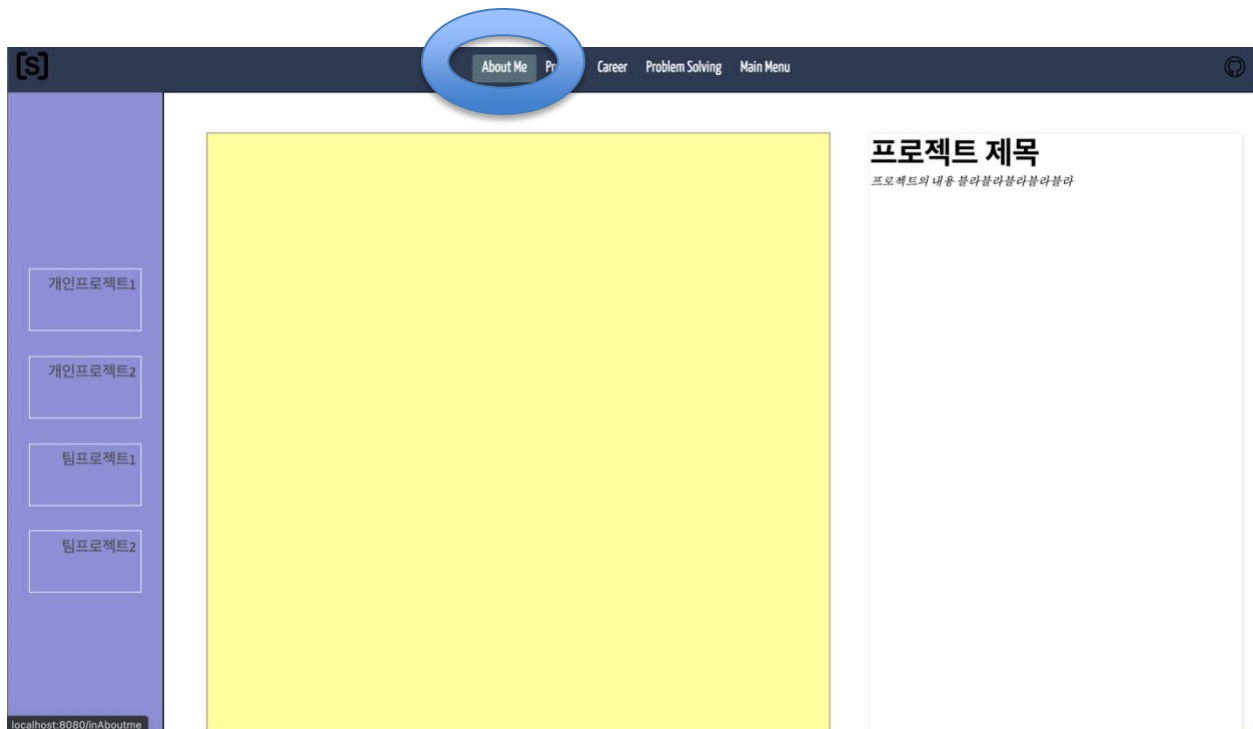 [S]
About Me Career Problem Solving Main Menu
프로젝트 제목
프로젝트의 내용 블라블라블라블라블라
개인프로젝트1
개인프로젝트2
팀프로젝트1
팀프로젝트2
localhost:8080/inAboutme